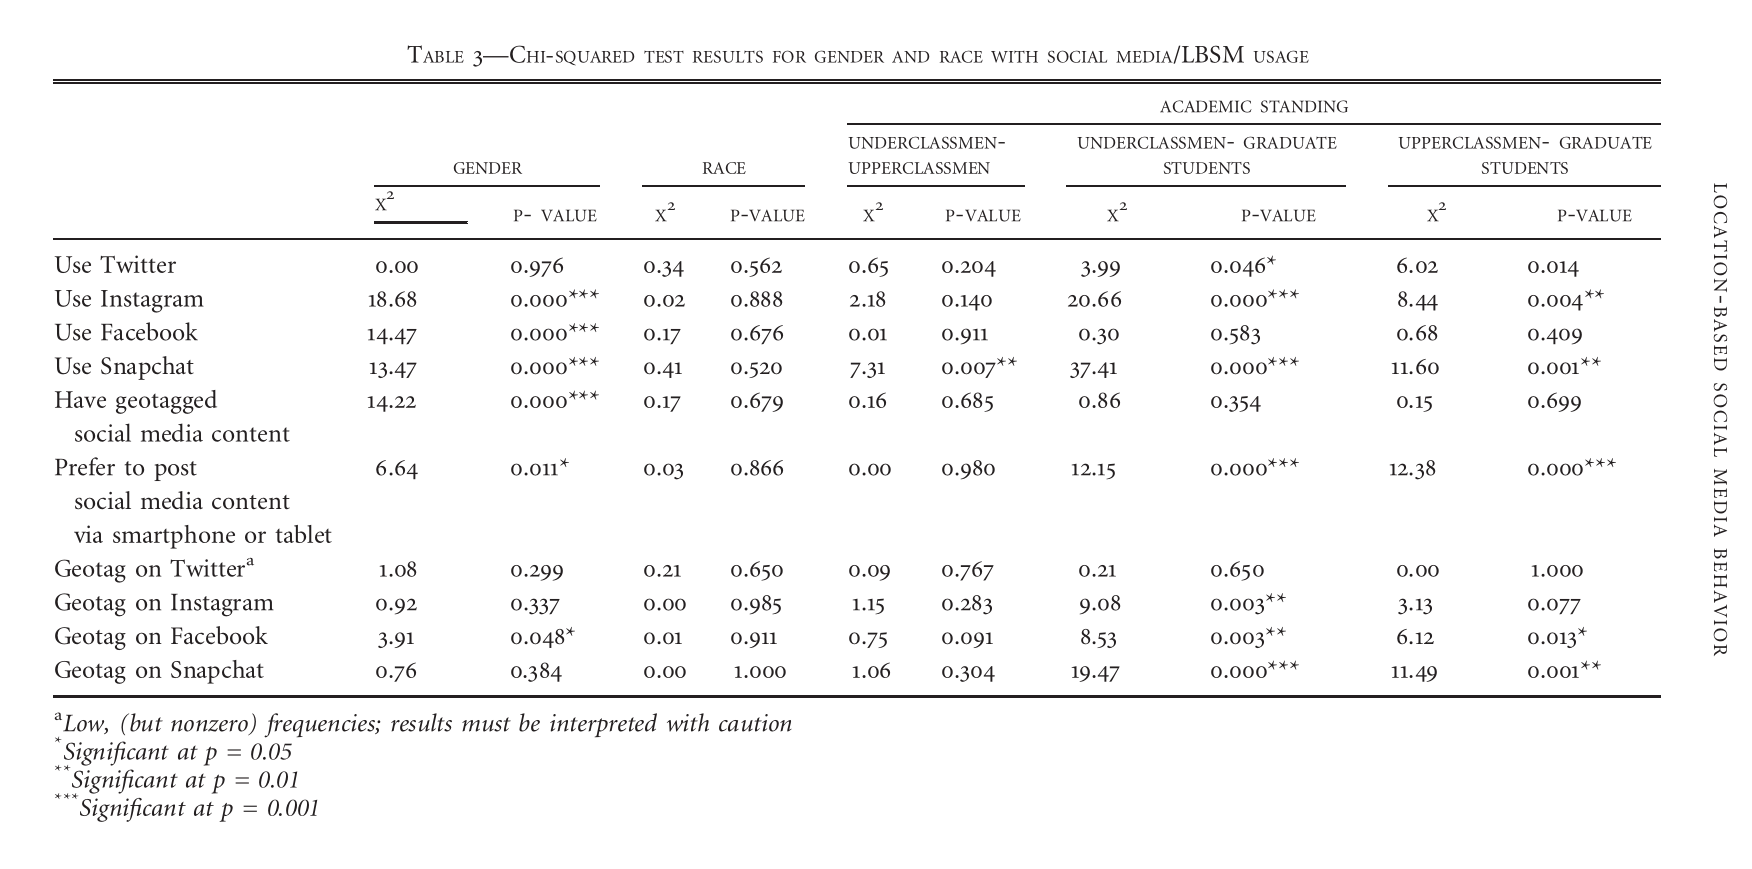 TABLE 3—CHI-SQUARED TEST RESULTS FOR GENDER AND RACE WITH SOCIAL MEDIA/LBSM USAGE
ACADEMIC STANDING
GENDER RACE UNDERCLASSMEN-UPPERCLASSMEN UNDERCLASSMEN- GRADUATE STUDENTS UPPERCLASSMEN- GRADUATE STUDENTS
X² P- VALUE X² P-VALUE X² P-VALUE X² P-VALUE X² P-VALUE
Use Twitter 0.00 0.976 0.34 0.562 0.65 0.204 3.99 0.046* 6.02 0.014
Use Instagram 18.68 0.000*** 0.02 0.888 2.18 0.140 20.66 0.000*** 8.44 0.004**
Use Facebook 14.47 0.000*** 0.17 0.676 0.01 0.911 0.30 0.583 0.68 0.409
Use Snapchat 13.47 0.000*** 0.41 0.520 7.31 0.007** 37.41 0.000*** 11.60 0.001**
Have geotagged 14.22 0.000*** 0.17 0.679 0.16 0.685 0.86 0.354 0.15 0.699
social media content
Prefer to post 6.64 0.011* 0.03 0.866 0.00 0.980 12.15 0.000*** 12.38 0.000***
social media content
via smartphone or tablet
Geotag on Twitterᵃ 1.08 0.299 0.21 0.650 0.09 0.767 0.21 0.650 0.00 1.000
Geotag on Instagram 0.92 0.337 0.00 0.985 1.15 0.283 9.08 0.003** 3.13 0.077
Geotag on Facebook 3.91 0.048* 0.01 0.911 0.75 0.091 8.53 0.003** 6.12 0.013*
Geotag on Snapchat 0.76 0.384 0.00 1.000 1.06 0.304 19.47 0.000*** 11.49 0.001**
ᵃLow, (but nonzero) frequencies; results must be interpreted with caution
*Significant at p = 0.05
**Significant at p = 0.01
***Significant at p = 0.001
LOCATION-BASED SOCIAL MEDIA BEHAVIOR